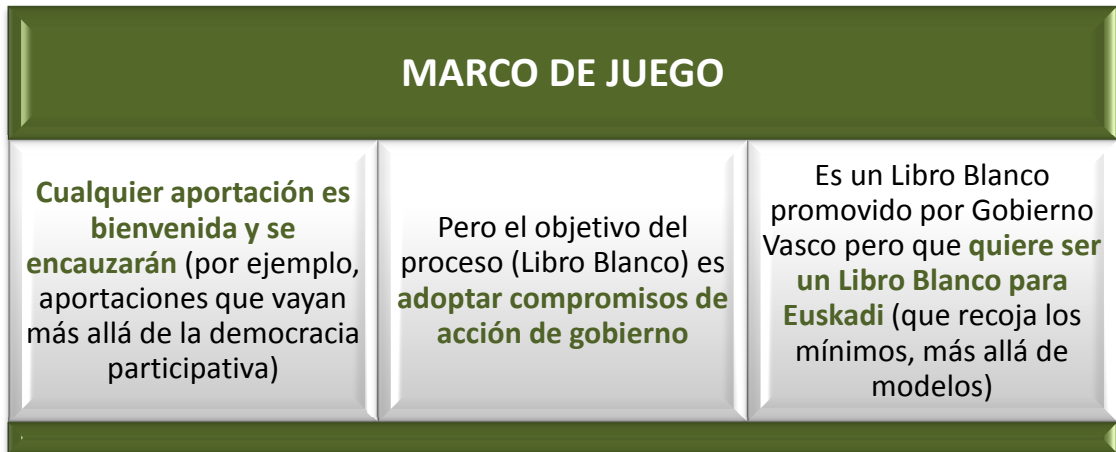 MARCO DE JUEGO
Cualquier aportación es
bienvenida y se
encauzarán (por ejemplo,
aportaciones que vayan
más allá de la democracia
participativa)
Pero el objetivo del
proceso (Libro Blanco) es
adoptar compromisos de
acción de gobierno
Es un Libro Blanco
promovido por Gobierno
Vasco pero que quiere ser
un Libro Blanco para
Euskadi (que recoja los
mínimos, más allá de
modelos)